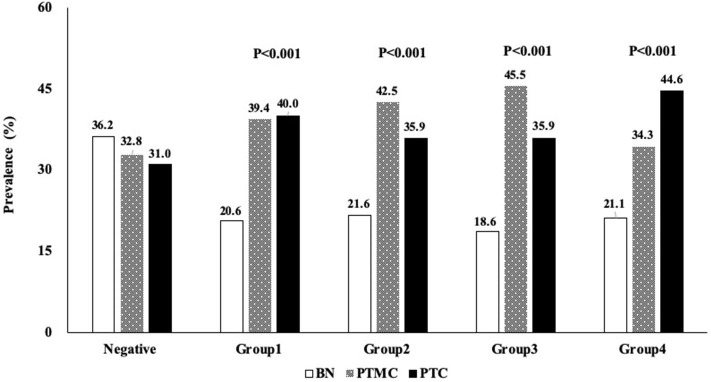 60
45
30
15
0
Prevalence (%)
P<0.001 P<0.001 P<0.001 P<0.001
36.2 32.8 31.0
20.6 39.4 40.0
21.6 42.5 35.9
18.6 45.5 35.9
21.1 34.3 44.6
Negative Group1 Group2 Group3 Group4
BN PTMC PTC